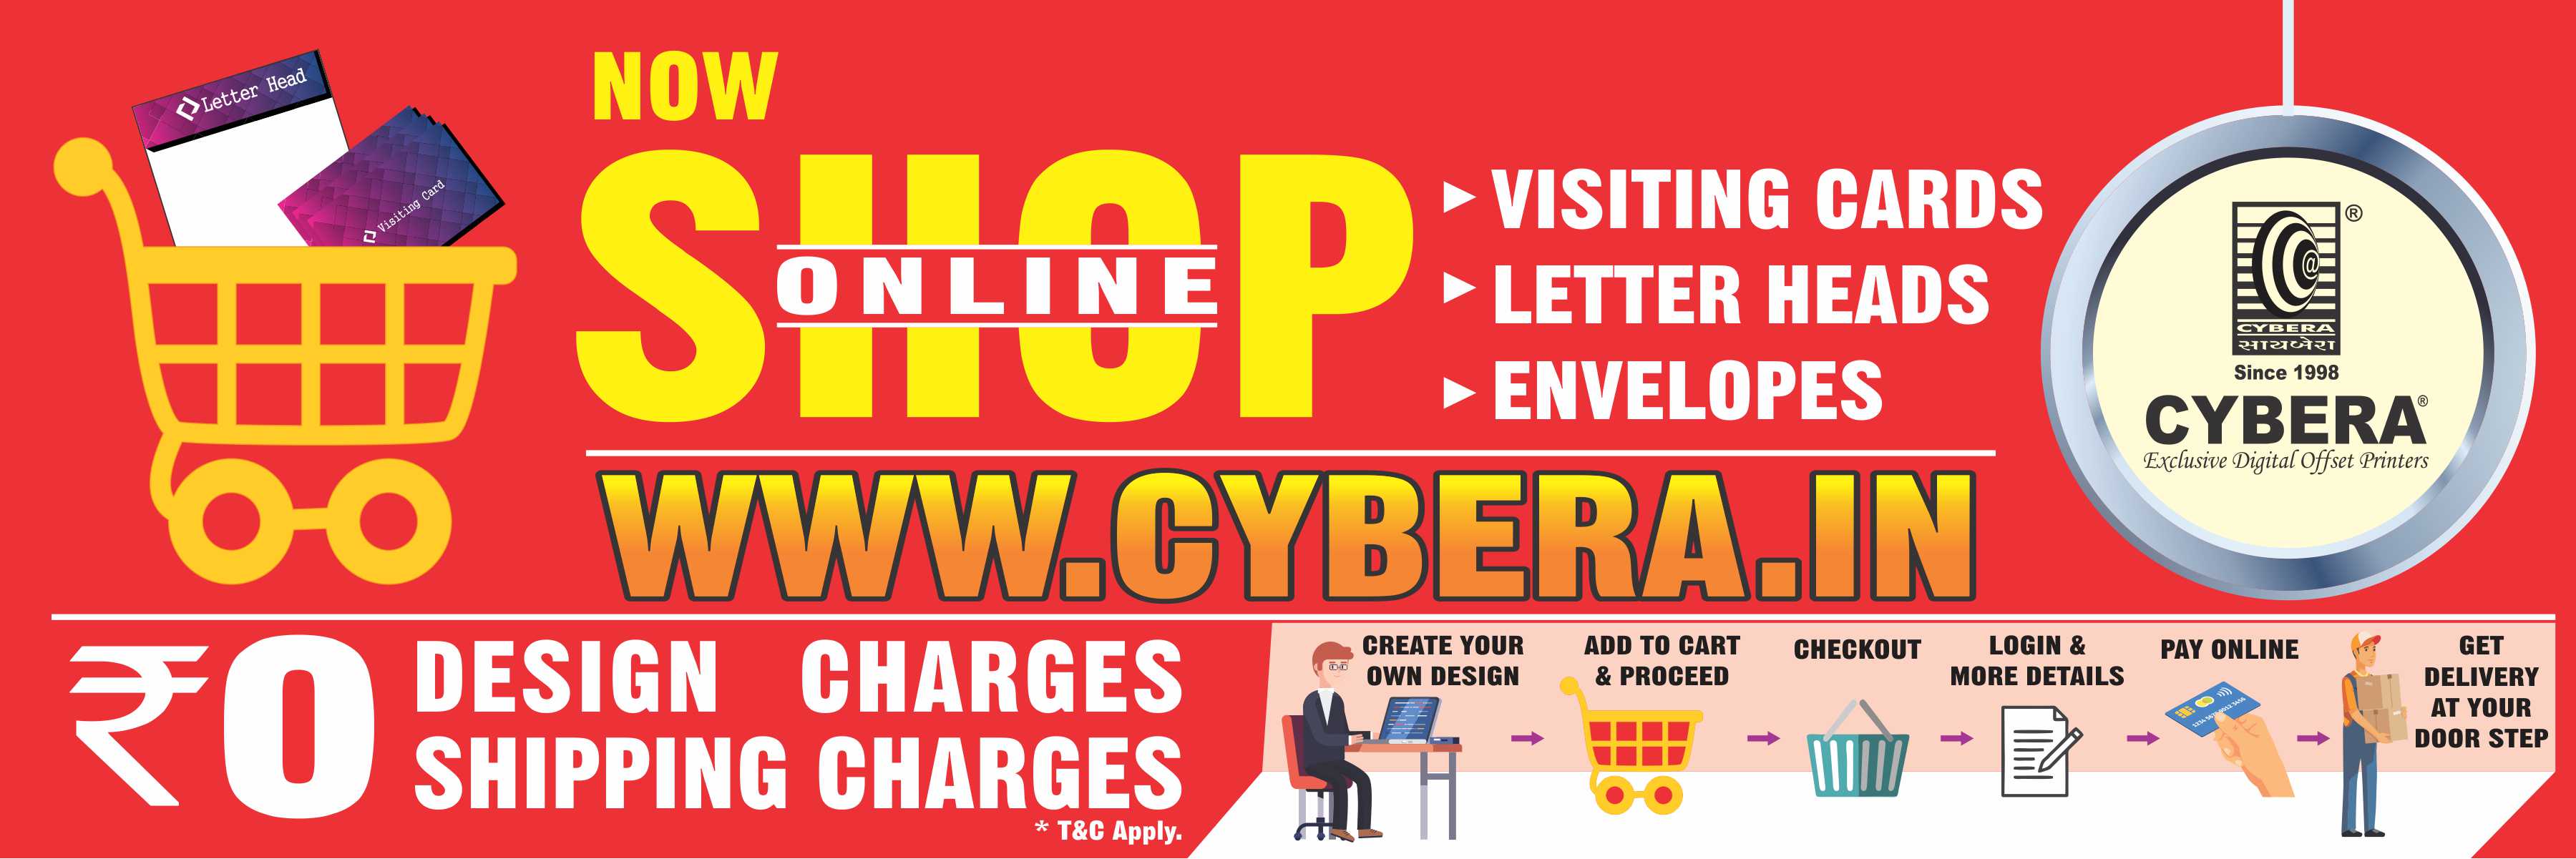 Letter Head
Visiting Card
NOW
SHOP
ONLINE
VISITING CARDS
LETTER HEADS
ENVELOPES
WWW.CYBERA.IN
@
®
CYBERA
સાયબેરા
Since 1998
CYBERA®
Exclusive Digital Offset Printers
₹0
DESIGN CHARGES
SHIPPING CHARGES
* T&C Apply.
CREATE YOUR
OWN DESIGN
ADD TO CART
& PROCEED
CHECKOUT
LOGIN &
MORE DETAILS
PAY ONLINE
GET
DELIVERY
AT YOUR
DOOR STEP